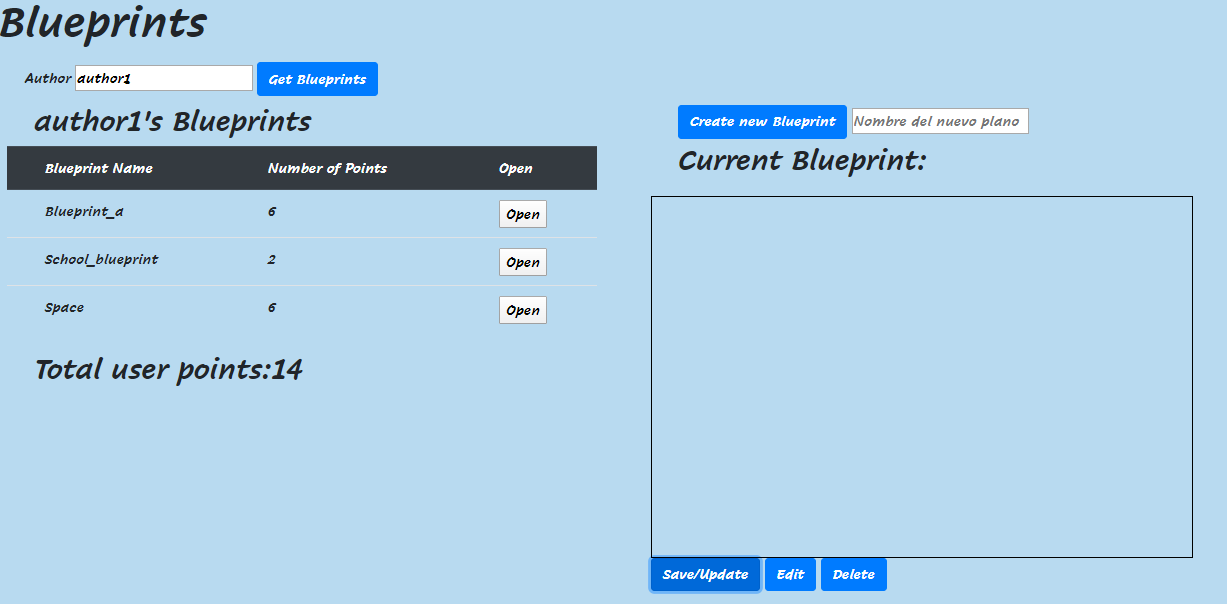 Blueprints
Author author1 Get Blueprints
author1's Blueprints
Blueprint Name Number of Points Open
Blueprint_a 6 Open
School_blueprint 2 Open
Space 6 Open
Total user points:14
Create new Blueprint Nombre del nuevo plano
Current Blueprint:
Save/Update Edit Delete